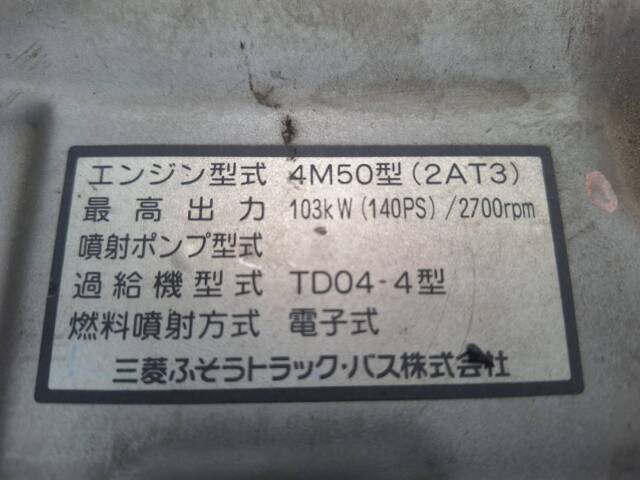 エンジン型式 4M50型(2AT3)
最高出力 103kW(140PS)/2700rpm
噴射ポンプ型式
過給機型式 TD04-4型
燃料噴射方式 電子式
三菱ふそうトラック・バス株式会社